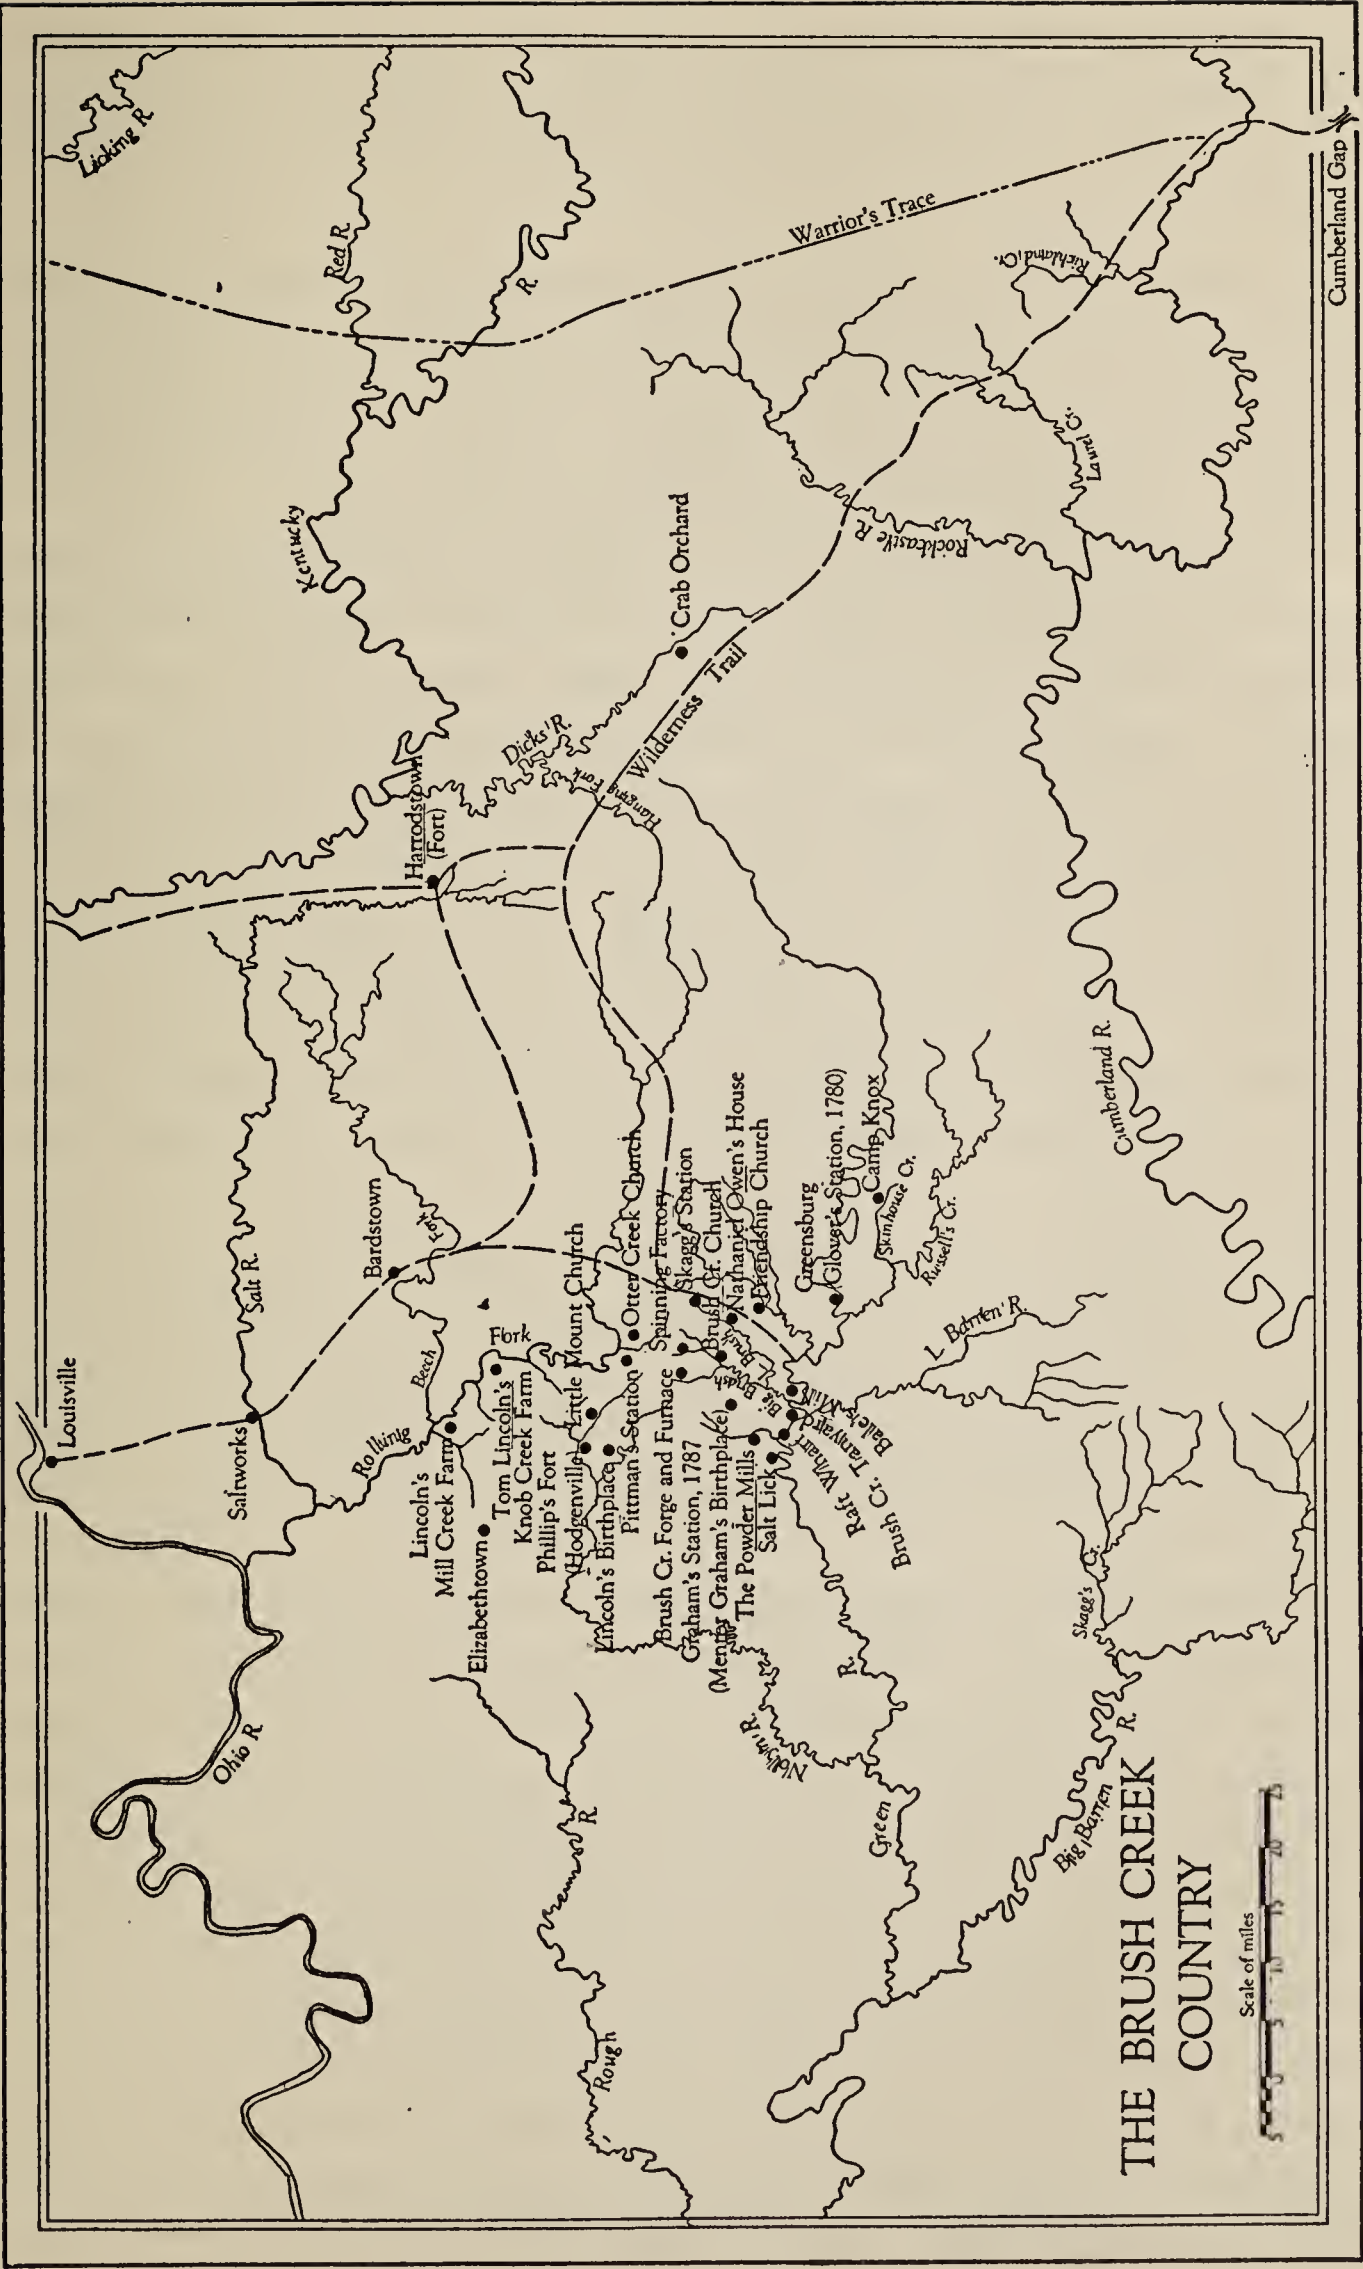 Louisville
Licking R.
Ohio R.
Saltworks
Salt R.
Kentucky
Red R.
R.
Rolling
Beech
Fork
Bardstown
Harrodstown
(Fort)
Fork
Dicks' R.
Hanging Fork
Crab Orchard
Wilderness Trail
Warrior's Trace
Lincoln's
Mill Creek Farm
Elizabethtown
Tom Lincoln's
Knob Creek Farm
Phillip's Fort
(Hodgenville)
Little Mount Church
Lincoln's Birthplace
Pittman's Station
Otter Creek Church
Spinning Factory
Brush Cr. Forge and Furnace
Skagg's Station
Graham's Station, 1787
(Mentor Graham's Birthplace)
Brush Cr. Church
Nathaniel Owen's House
Friendship Church
Big Brush
L. Brush
The Powder Mills
Salt Lick
Raft Wharf
Brush Cr. Tanyard
Bale's Mill
Greensburg
(Glover's Station, 1780)
Camp Knox
Skinhouse Cr.
Russell's Cr.
L. Barren R.
Rockcastle R.
Laurel Cr.
Richland Cr.
Cumberland R.
Cumberland Gap
Rough
R.
Nolyn R.
Green
R.
Skagg's Cr.
Big Barren
R.
THE BRUSH CREEK
COUNTRY
Scale of miles
5 0 5 10 15 20 25